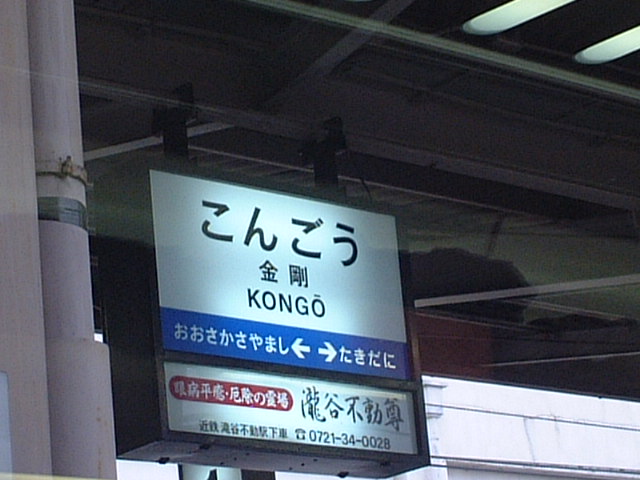 こんごう
金剛
KONGŌ
おおさかさやまし← →たきだに
眼病平癒・厄除の霊場 瀧谷不動尊
近鉄 滝谷不動駅下車 ☎0721-34-0028